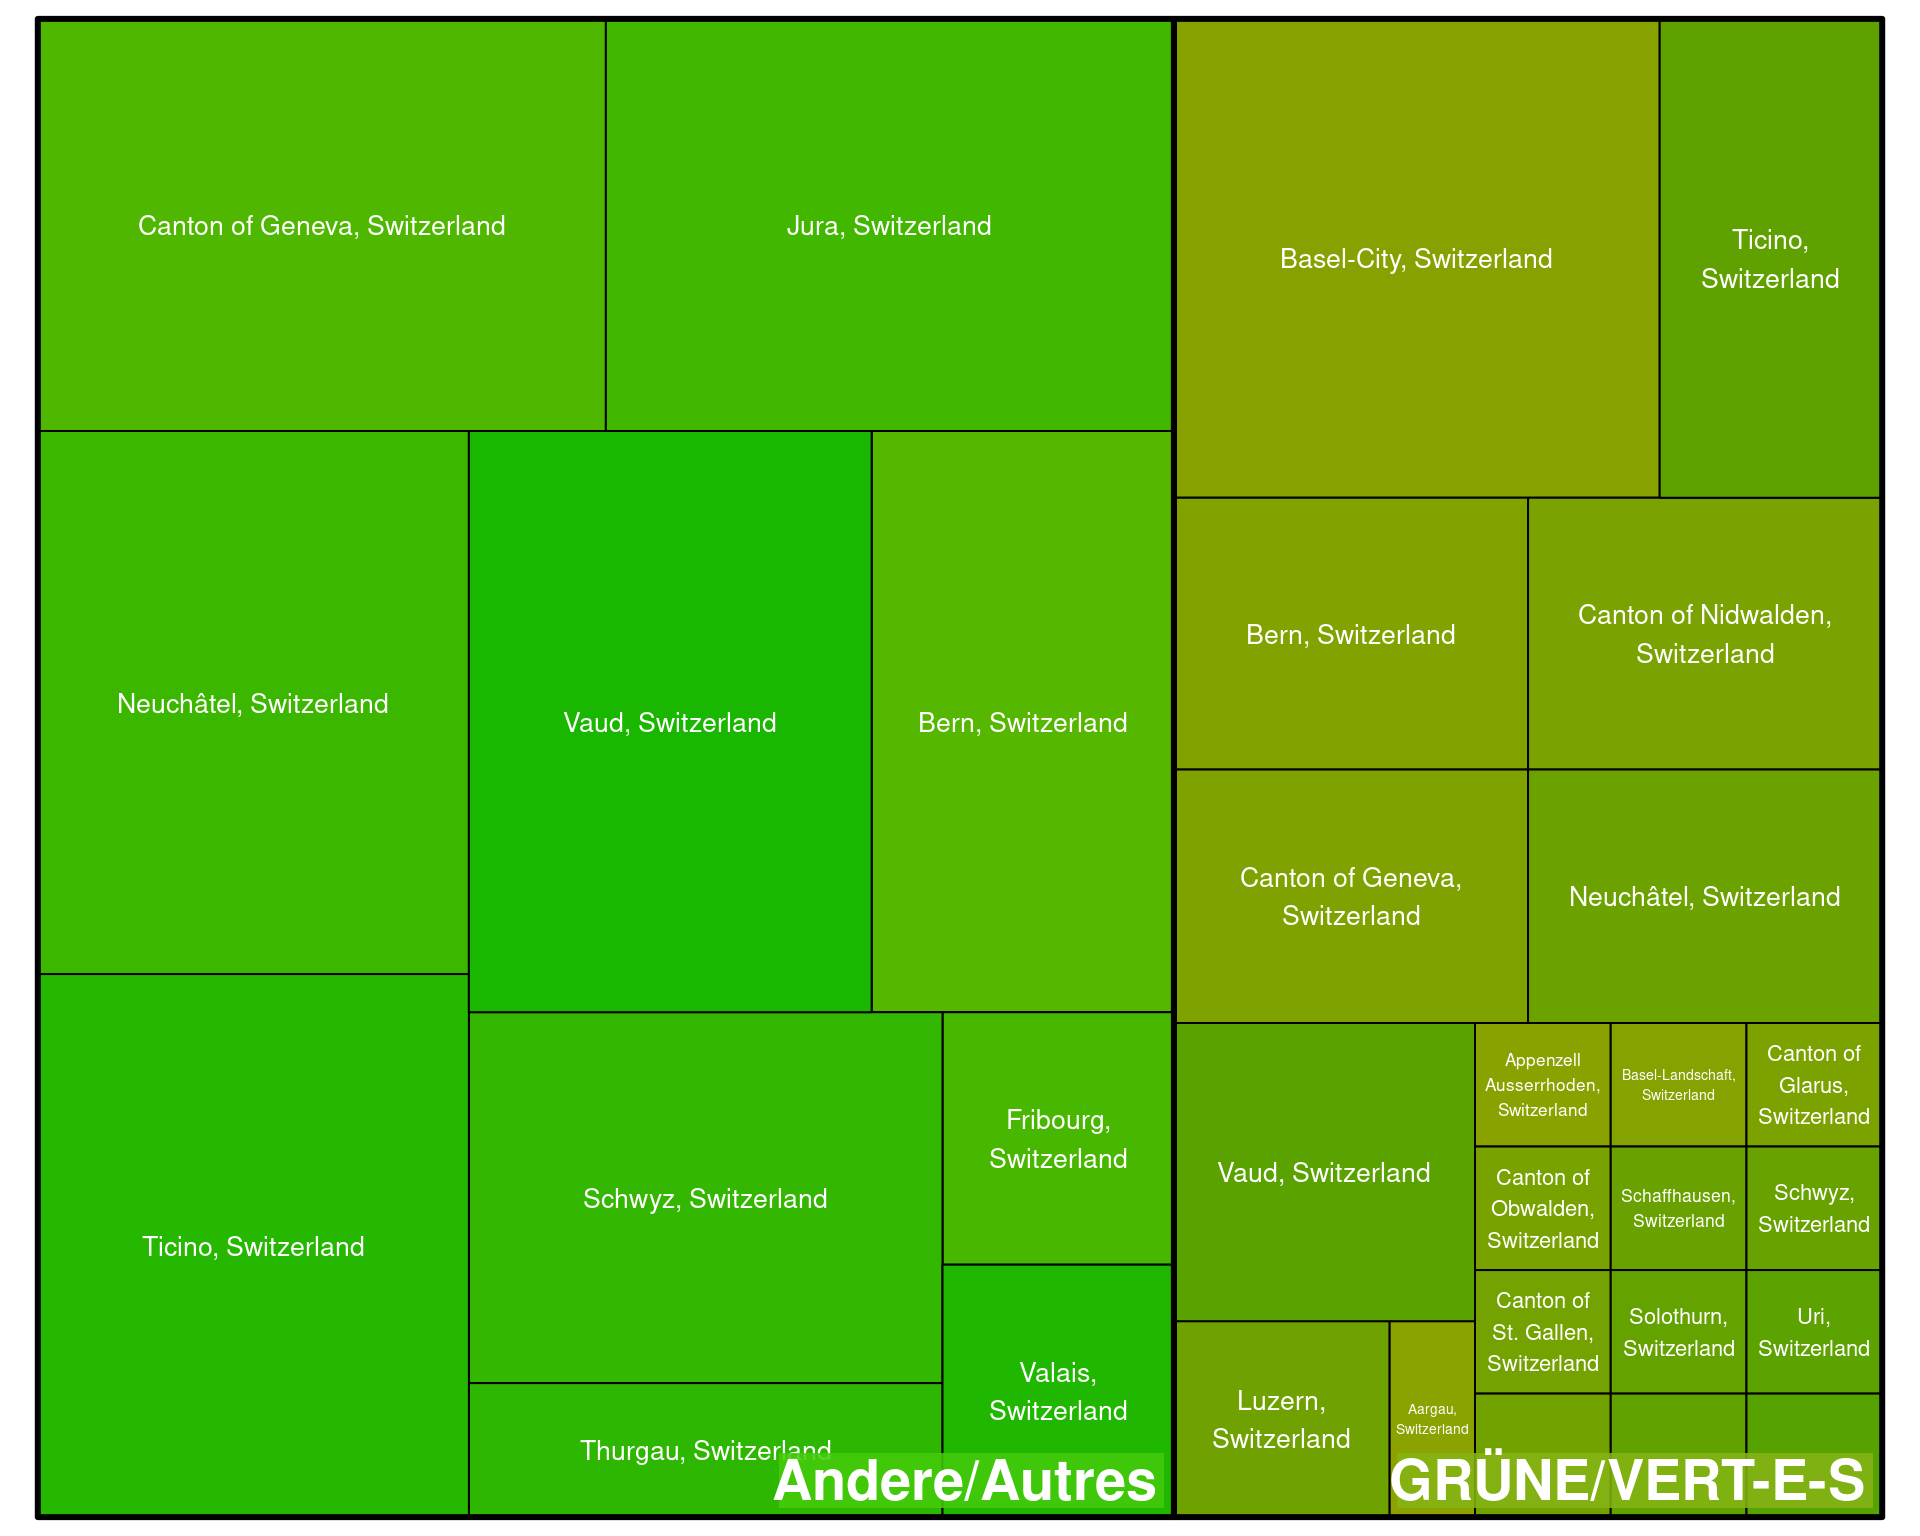 Canton of Geneva, Switzerland
Jura, Switzerland
Neuchâtel, Switzerland
Vaud, Switzerland
Bern, Switzerland
Ticino, Switzerland
Schwyz, Switzerland
Fribourg,
Switzerland
Valais,
Switzerland
Thurgau, Switzerland
Andere/Autres
Basel-City, Switzerland
Ticino,
Switzerland
Bern, Switzerland
Canton of Nidwalden,
Switzerland
Canton of Geneva,
Switzerland
Neuchâtel, Switzerland
Vaud, Switzerland
Appenzell
Ausserrhoden,
Switzerland
Basel-Landschaft,
Switzerland
Canton of
Glarus,
Switzerland
Canton of
Obwalden,
Switzerland
Schaffhausen,
Switzerland
Schwyz,
Switzerland
Canton of
St. Gallen,
Switzerland
Solothurn,
Switzerland
Uri,
Switzerland
Luzern,
Switzerland
Aargau,
Switzerland
GRÜNE/VERT-E-S